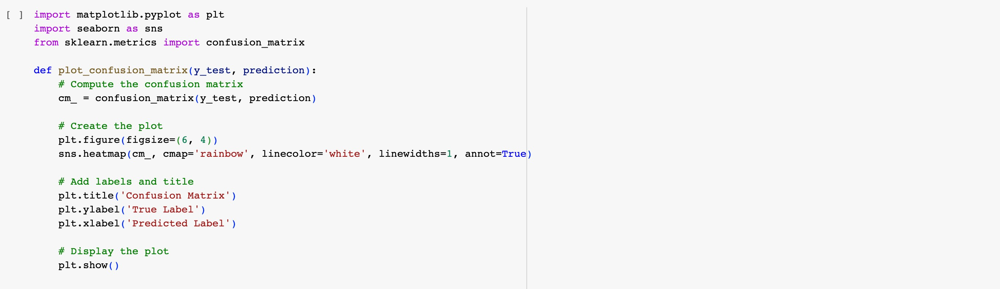 [ ] import matplotlib.pyplot as plt
import seaborn as sns
from sklearn.metrics import confusion_matrix

def plot_confusion_matrix(y_test, prediction):
    # Compute the confusion matrix
    cm_ = confusion_matrix(y_test, prediction)

    # Create the plot
    plt.figure(figsize=(6, 4))
    sns.heatmap(cm_, cmap='rainbow', linecolor='white', linewidths=1, annot=True)

    # Add labels and title
    plt.title('Confusion Matrix')
    plt.ylabel('True Label')
    plt.xlabel('Predicted Label')

    # Display the plot
    plt.show()